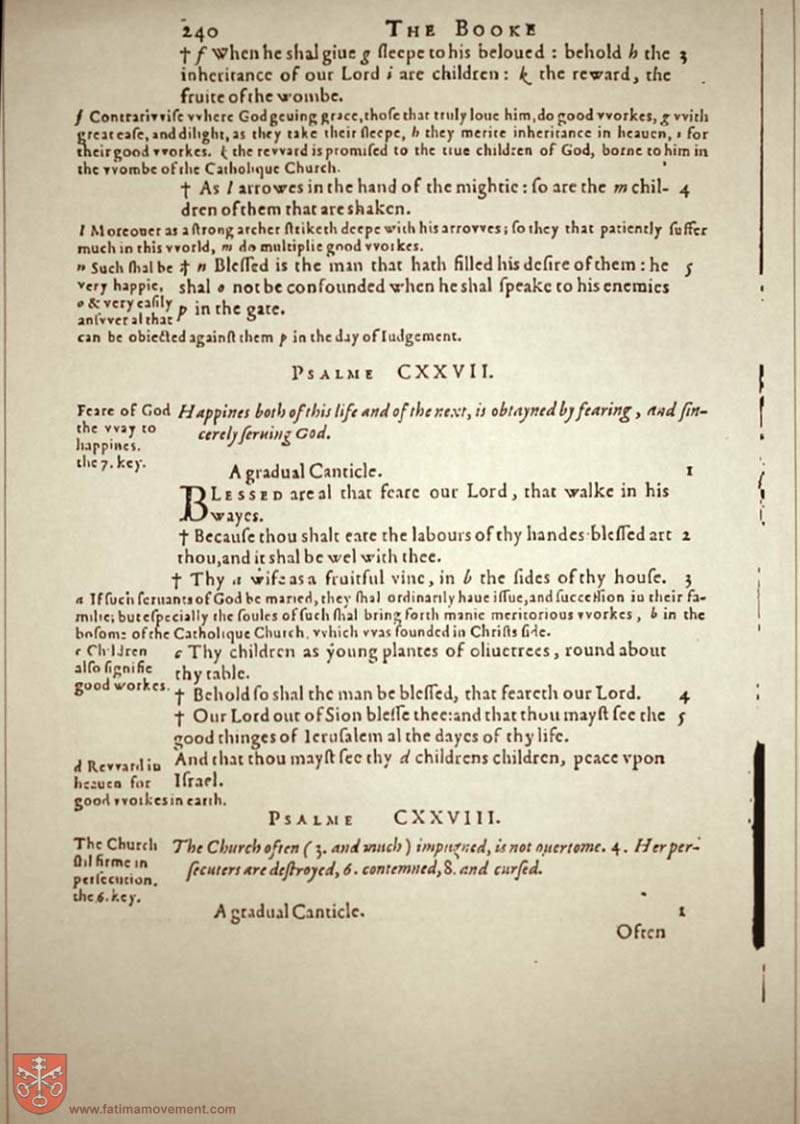 240 THE BOOKE
† f When he shal giue g sleepe to his beloued : behold h the 3
inheritance of our Lord i are children : k the reward, the
fruite of the wombe.
f Contrariwise where God geuing grace, those that truly loue him, do good workes, g with
great ease, and dilight, as they take their sleepe, h they merite inheritance in heauen, i for
their good workes. k the reward is promised to the true children of God, borne to him in
the wombe of the Catholique Church.
† As l arrowes in the hand of the mightie : so are the m chil- 4
dren of them that are shaken.
l Moreouer as a strong archer striketh deepe with his arrowes; so they that patiently suffer
much in this world, m do multiplie good workes.
n Such shal be
very happie,
o & very easily
answer al that
† n Blessed is the man that hath filled his desire of them : he 5
shal o not be confounded when he shal speake to his enemies
p in the gate.
can be obiected against them p in the day of Iudgement.
PSALME CXXVII.
Feare of God
the way to
happines.
the 7. key.
Happines both of this life and of the next, is obtayned by fearing, and sin-
cerely seruing God.
A gradual Canticle. 1
BLESSED are al that feare our Lord, that walke in his
wayes.
† Because thou shalt eate the labours of thy handes blessed art 2
thou, and it shal be wel with thee.
† Thy a wife as a fruitful vine, in b the sides of thy house. 3
a If such seruants of God be maried, they shal ordinarily haue issue, and succession in their fa-
milie; but especially the soules of such shal bring forth manie meritorious workes, b in the
bosome of the Catholique Church, which was founded in Christs side.
c Children
also signifie
good workes.
c Thy children as young plantes of oliuetrees, round about
thy table.
† Behold so shal the man be blessed, that feareth our Lord. 4
† Our Lord out of Sion blesse thee: and that thou mayst see the 5
good thinges of Ierusalem al the dayes of thy life.
d Reward in
heauen for
good workes in earth.
And that thou mayst see thy d childrens children, peace vpon
Israel.
PSALME CXXVIII.
The Church
stil firme in
persecution.
the 6. key.
The Church often (3. and much) impugned, is not ouercome. 4. Her per-
secuters are destroyed, 6. contemned, 8. and cursed.
A gradual Canticle. 1
Often
www.fatimamovement.com